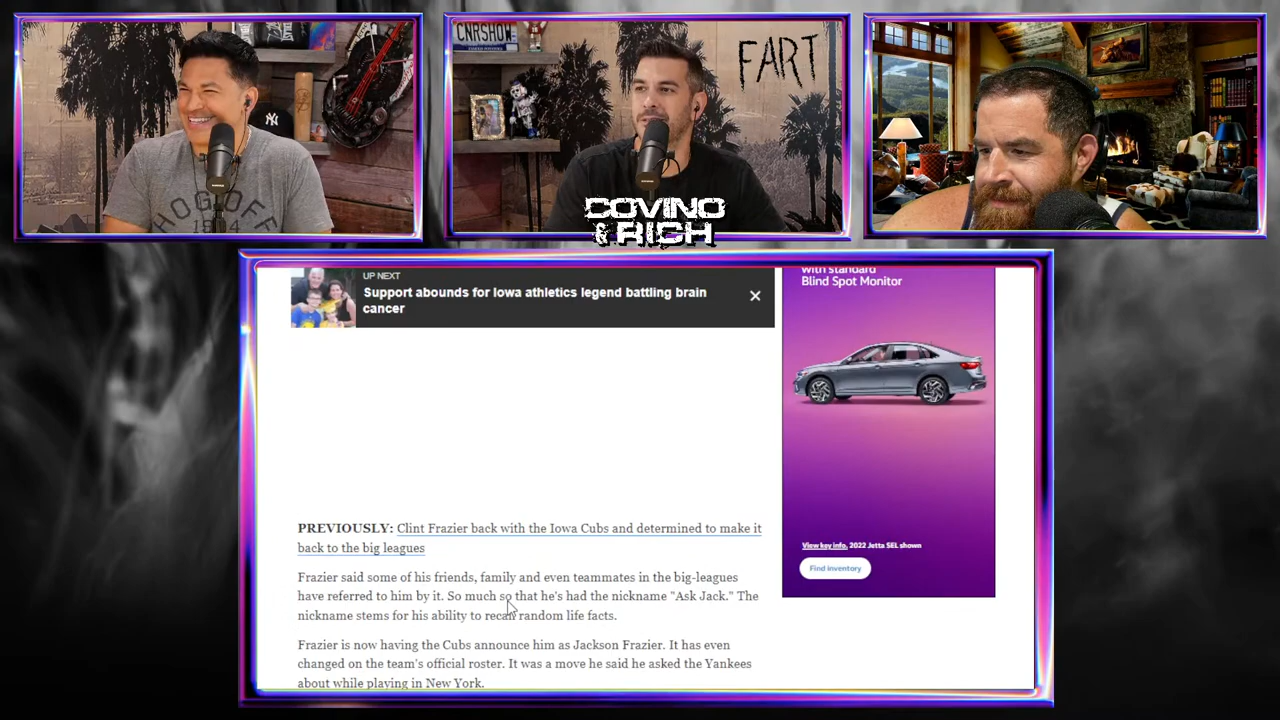 CNRSHOW
FART
HOGLOFF
1804
COVINO
& RICH
UP NEXT
Support abounds for Iowa athletics legend battling brain
cancer
with standard
Blind Spot Monitor
View key info. 2022 Jetta SEL shown
Find inventory
PREVIOUSLY: Clint Frazier back with the Iowa Cubs and determined to make it
back to the big leagues
Frazier said some of his friends, family and even teammates in the big-leagues
have referred to him by it. So much so that he's had the nickname "Ask Jack." The
nickname stems for his ability to recall random life facts.
Frazier is now having the Cubs announce him as Jackson Frazier. It has even
changed on the team's official roster. It was a move he said he asked the Yankees
about while playing in New York.